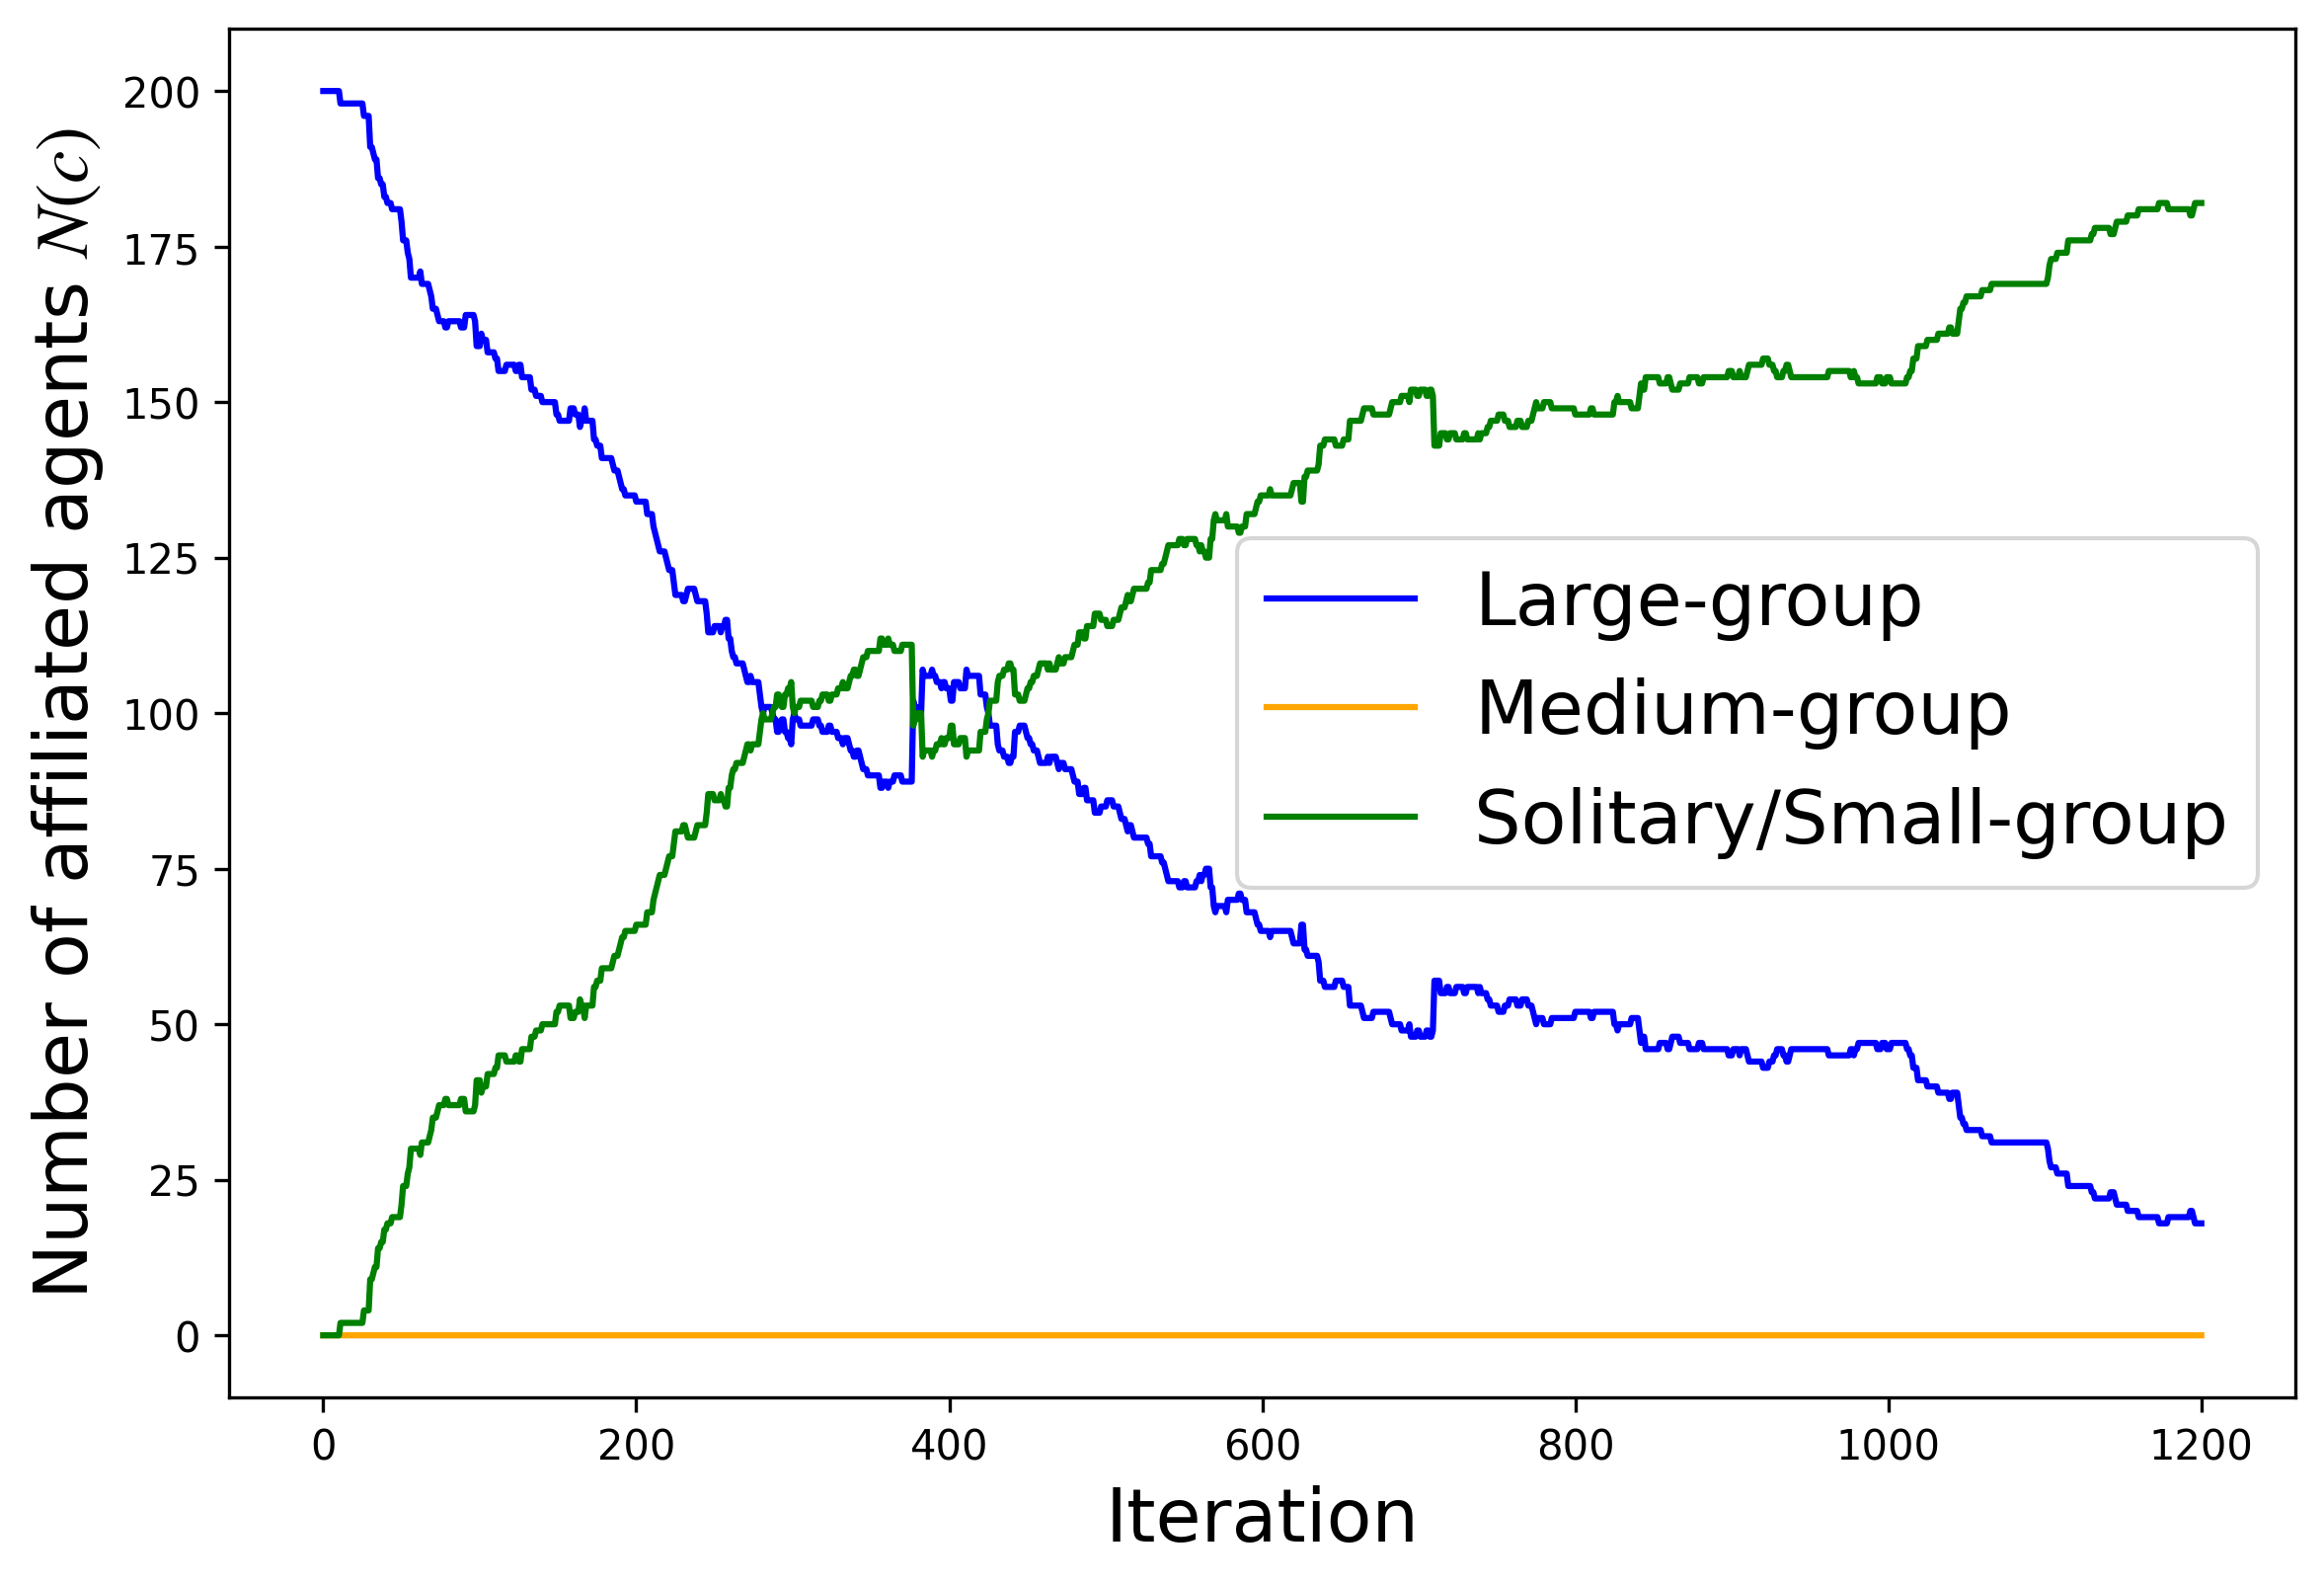 Number of affiliated agents N(c)
200
175
150
125
100
75
50
25
0
Large-group
Medium-group
Solitary/Small-group
0 200 400 600 800 1000 1200
Iteration